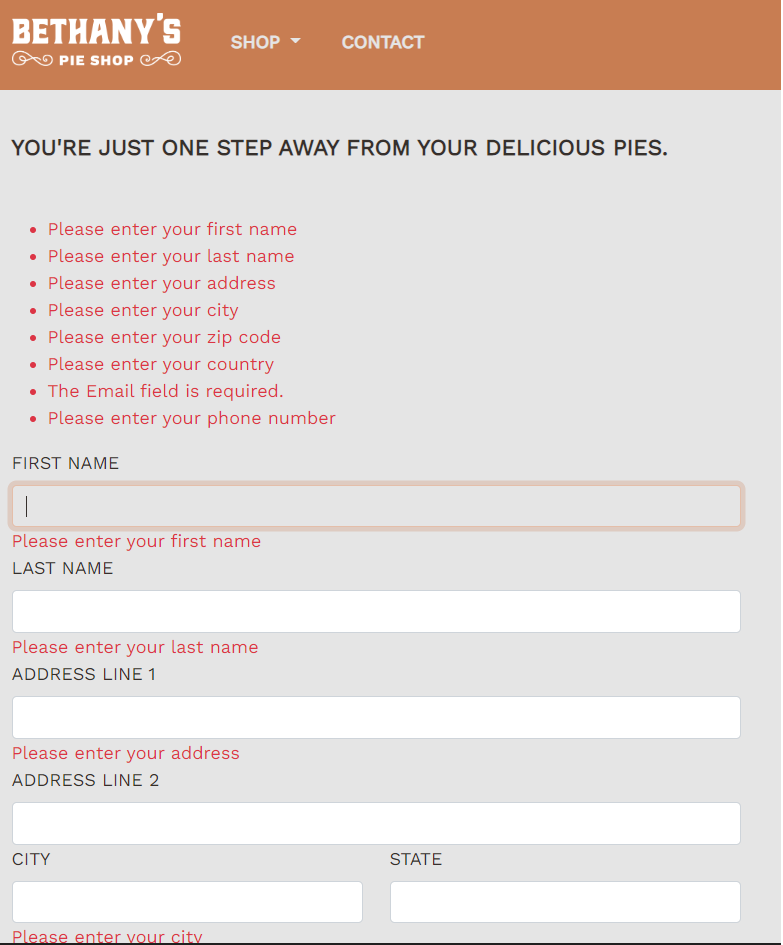 BETHANY'S
PIE SHOP
SHOP
CONTACT
YOU'RE JUST ONE STEP AWAY FROM YOUR DELICIOUS PIES.
Please enter your first name
Please enter your last name
Please enter your address
Please enter your city
Please enter your zip code
Please enter your country
The Email field is required.
Please enter your phone number
FIRST NAME
Please enter your first name
LAST NAME
Please enter your last name
ADDRESS LINE 1
Please enter your address
ADDRESS LINE 2
CITY
STATE
Please enter your city